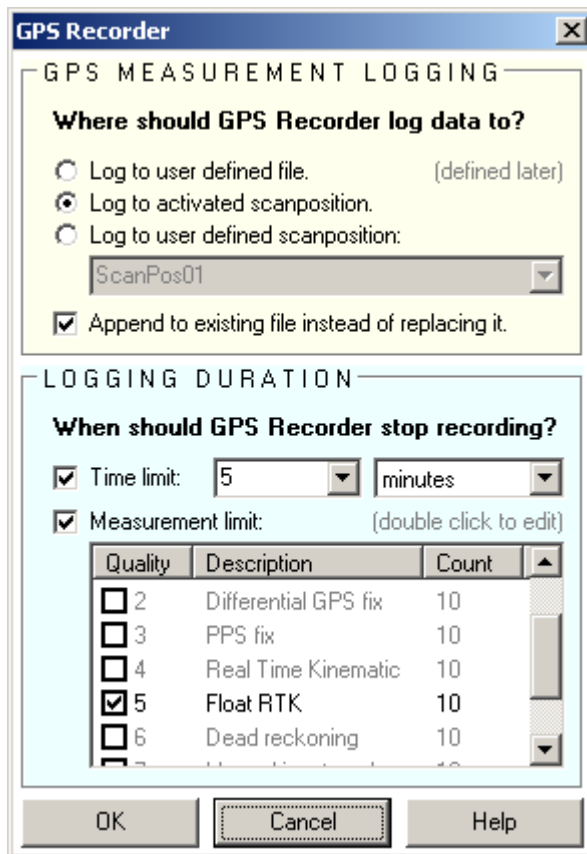 GPS Recorder
GPS MEASUREMENT LOGGING
Where should GPS Recorder log data to?
Log to user defined file. (defined later)
Log to activated scanposition.
Log to user defined scanposition:
ScanPos01
Append to existing file instead of replacing it.
LOGGING DURATION
When should GPS Recorder stop recording?
Time limit: 5 minutes
Measurement limit: (double click to edit)
Quality Description Count
2 Differential GPS fix 10
3 PPS fix 10
4 Real Time Kinematic 10
5 Float RTK 10
6 Dead reckoning 10
OK Cancel Help